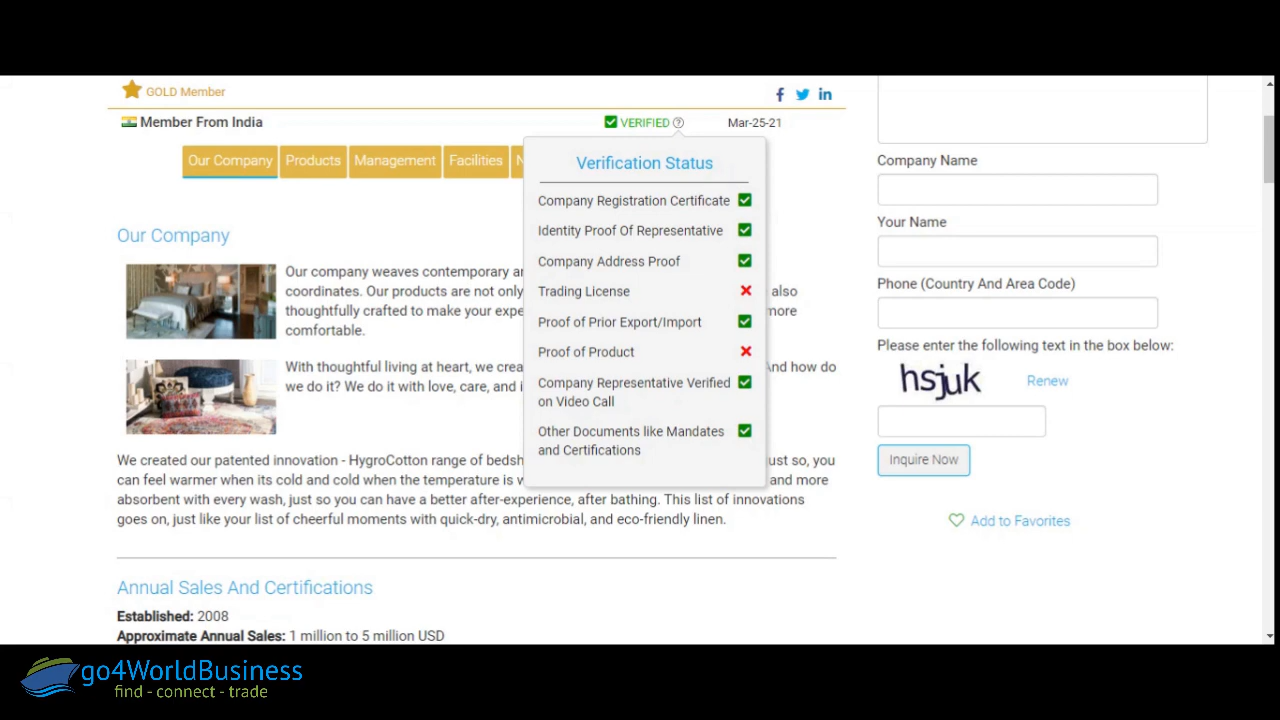 GOLD Member
Member From India
VERIFIED
Mar-25-21
Our Company Products Management Facilities N
Verification Status
Company Registration Certificate
Identity Proof Of Representative
Company Address Proof
Trading License
Proof of Prior Export/Import
Proof of Product
Company Representative Verified
on Video Call
Other Documents like Mandates
and Certifications
Our Company
Our company weaves contemporary
coordinates. Our products are not only also
thoughtfully crafted to make your more
comfortable.
With thoughtful living at heart, we And how do
we do it? We do it with love, care, and
We created our patented innovation - HygroCotton range of just so, you
can feel warmer when its cold and cold when the temperature is and more
absorbent with every wash, just so you can have a better after-experience, after bathing. This list of innovations
goes on, just like your list of cheerful moments with quick-dry, antimicrobial, and eco-friendly linen.
Annual Sales And Certifications
Established: 2008
Approximate Annual Sales: 1 million to 5 million USD
Company Name
Your Name
Phone (Country And Area Code)
Please enter the following text in the box below:
hsjuk
Renew
Inquire Now
Add to Favorites
go4WorldBusiness
find - connect - trade